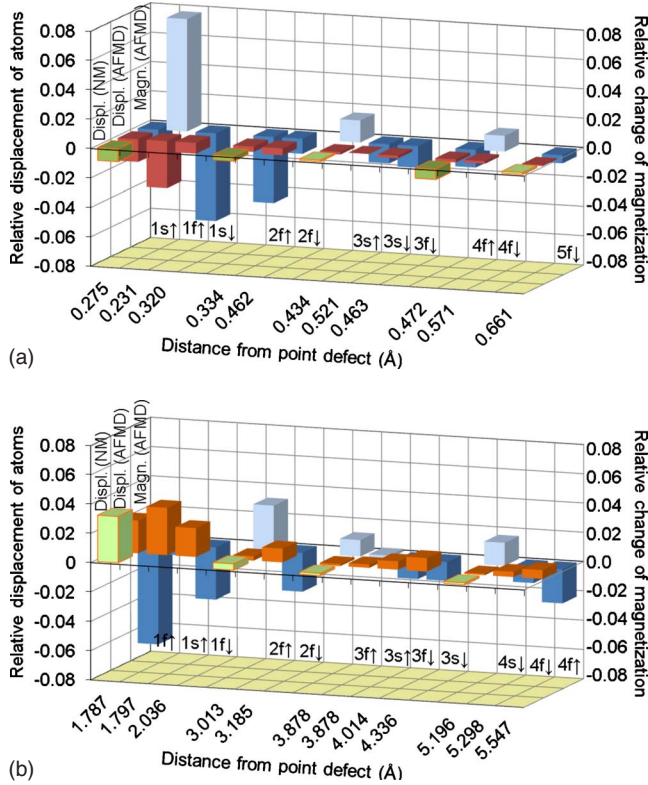 0.08
0.06
0.04
0.02
0
-0.02
-0.04
-0.06
-0.08
Relative displacement of atoms
Displ. (NM)
Displ. (AFMD)
Magn. (AFMD)
0.08
0.06
0.04
0.02
0.0
-0.02
-0.04
-0.06
-0.08
Relative change of magnetization
1s↑ 1f↑ 1s↓ 2f↑ 2f↓ 3s↑ 3s↓ 3f↓ 4f↑ 4f↓ 5f↓
0.275 0.231 0.320 0.334 0.462 0.434 0.521 0.463 0.472 0.571 0.661
Distance from point defect (Å)
(a)
0.08
0.06
0.04
0.02
0
-0.02
-0.04
-0.06
-0.08
Relative displacement of atoms
Displ. (NM)
Displ. (AFMD)
Magn. (AFMD)
0.08
0.06
0.04
0.02
0.0
-0.02
-0.04
-0.06
-0.08
Relative change of magnetization
1f↑ 1s↑ 1f↓ 2f↑ 2f↓ 3f↑ 3s↑ 3f↓ 3s↓ 4s↓ 4f↓ 4f↑
1.787 1.797 2.036 3.013 3.185 3.878 3.878 4.014 4.336 5.196 5.298 5.547
Distance from point defect (Å)
(b)